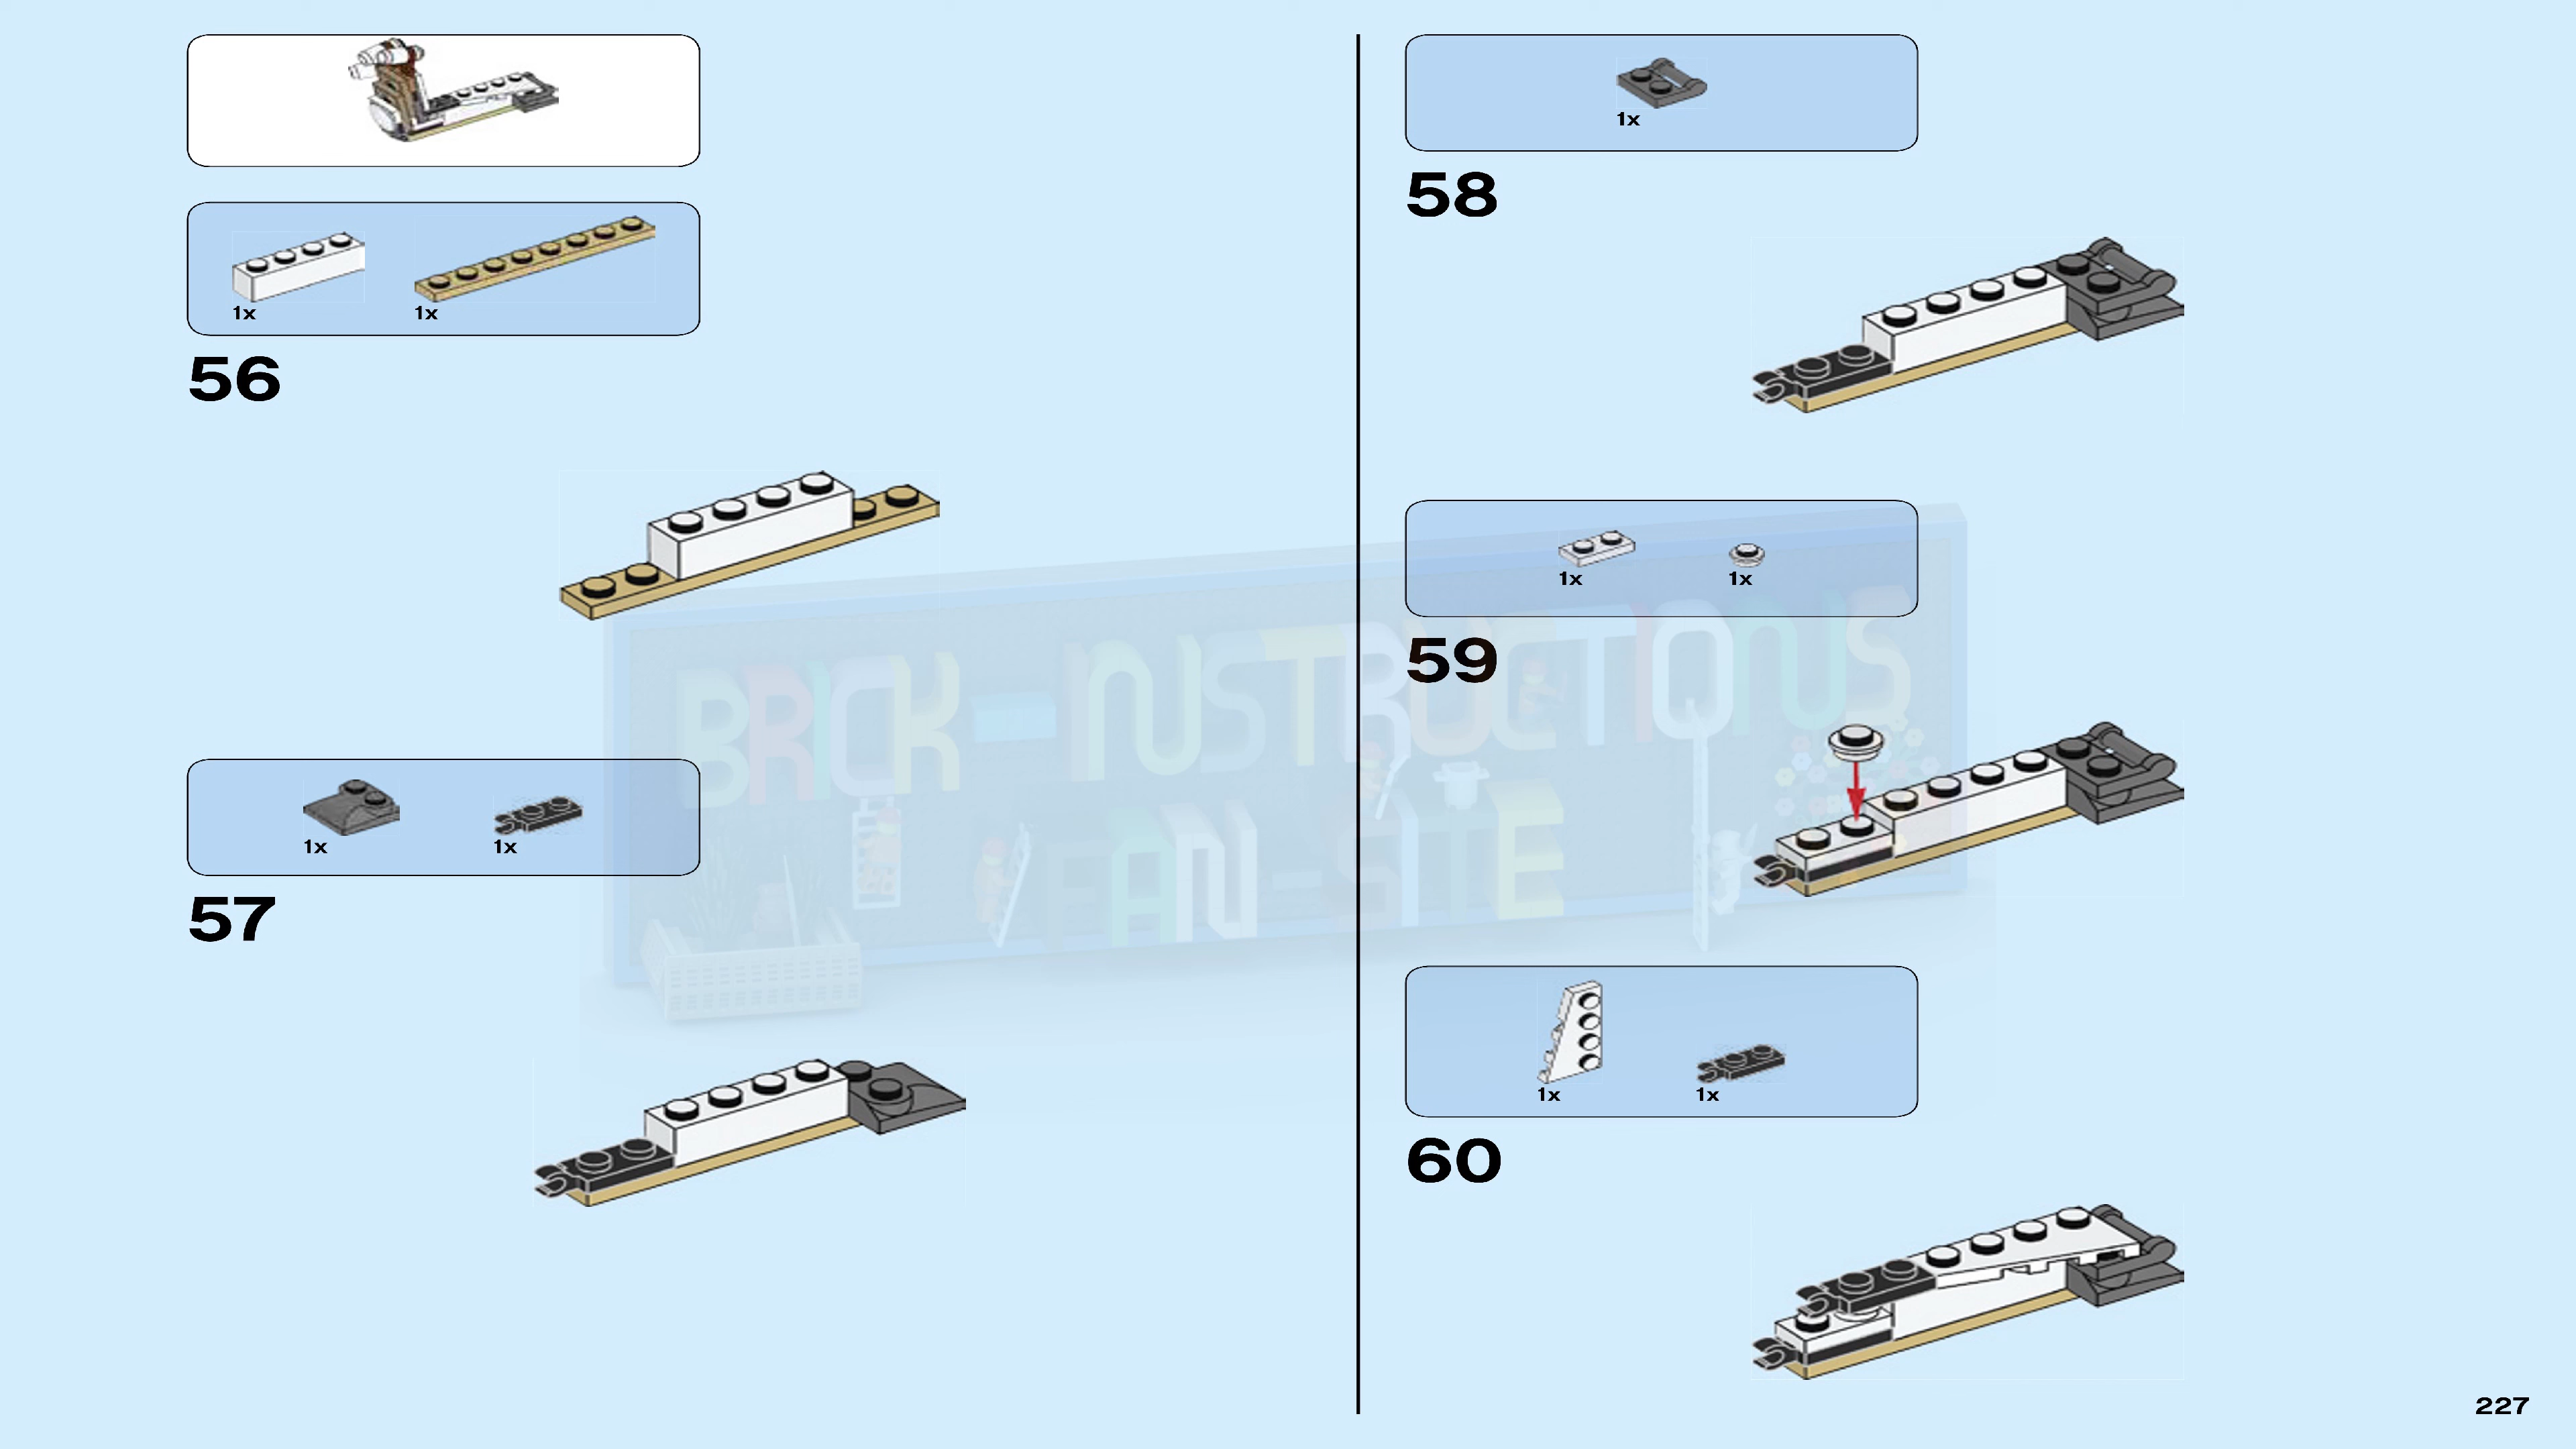 1x 1x
56
1x 1x
57
1x
58
1x 1x
59
1x 1x
60
BRICK-INSTRUCTIONS
FAN-SITE
227